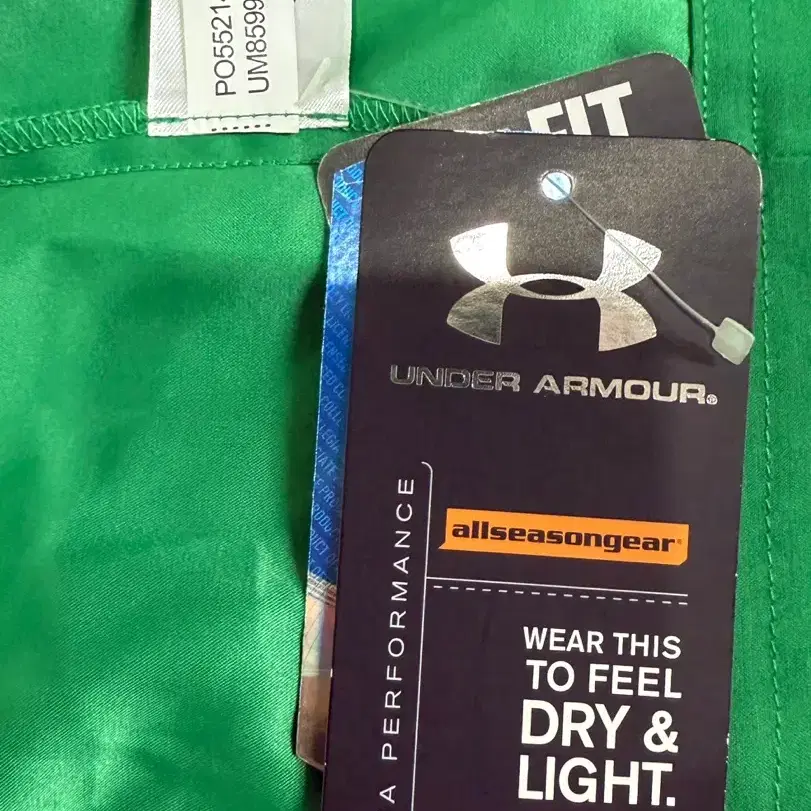 PO5521
UM8599
FIT
UNDER ARMOUR®
allseasongear®
A PERFORMANCE
WEAR THIS
TO FEEL
DRY &
LIGHT.